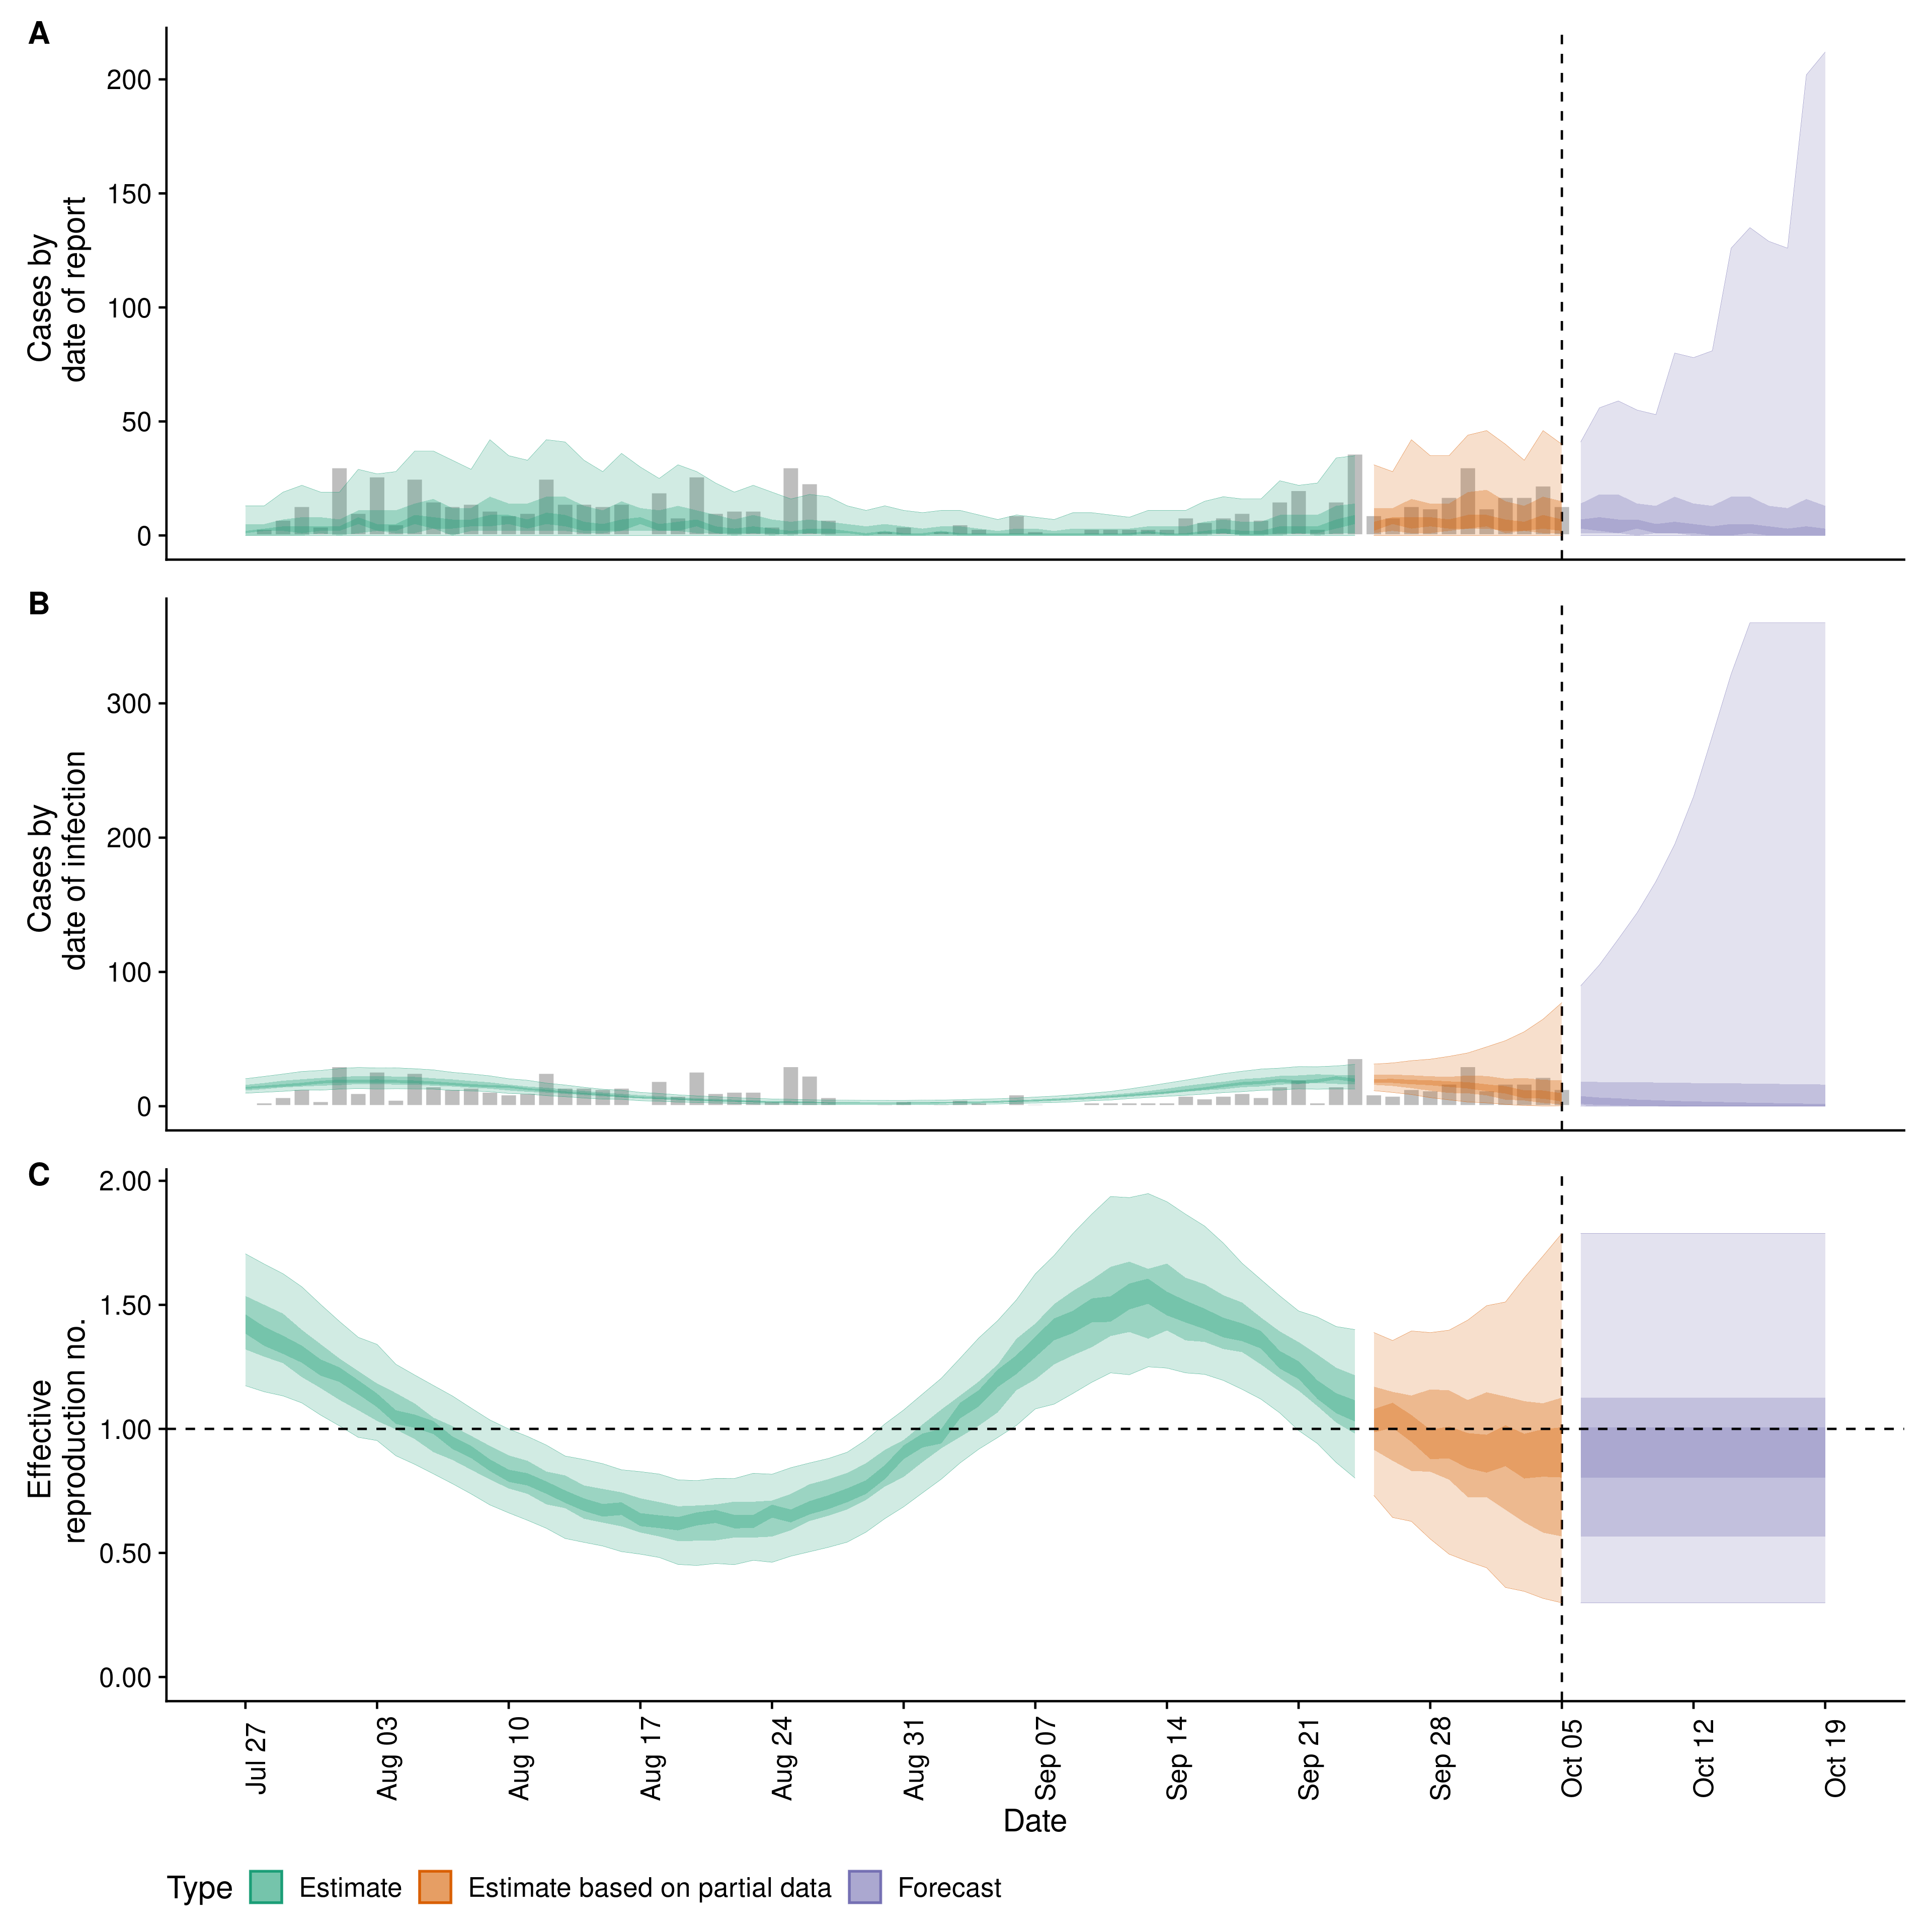 A
Cases by
date of report
200
150
100
50
0
B
Cases by
date of infection
300
200
100
0
C
Effective
reproduction no.
2.00
1.50
1.00
0.50
0.00
Jul 27
Aug 03
Aug 10
Aug 17
Aug 24
Aug 31
Sep 07
Sep 14
Sep 21
Sep 28
Oct 05
Oct 12
Oct 19
Date
Type Estimate Estimate based on partial data Forecast